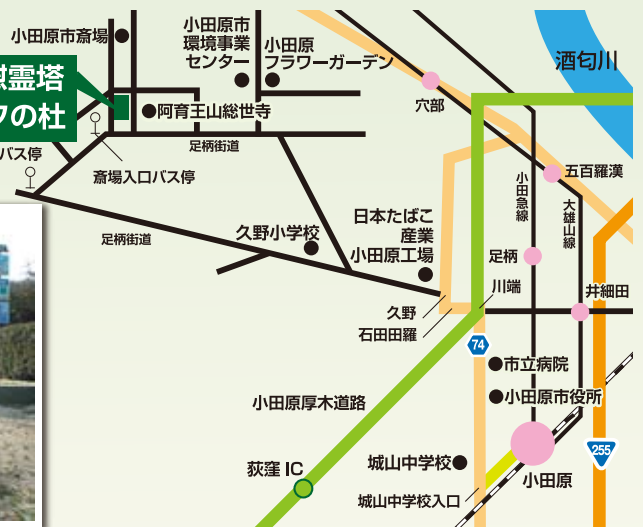 小田原市斎場
小田原市
環境事業
センター
小田原
フラワーガーデン
酒匂川
霊塔
の杜
阿育王山総世寺
穴部
バス停
足柄街道
斎場入口バス停
五百羅漢
小田急線
大雄山線
足柄街道
久野小学校
日本たばこ
産業
小田原工場
足柄
川端
井細田
久野
石田田羅
74
市立病院
小田原市役所
小田原厚木道路
荻窪 IC
城山中学校
255
小田原
城山中学校入口